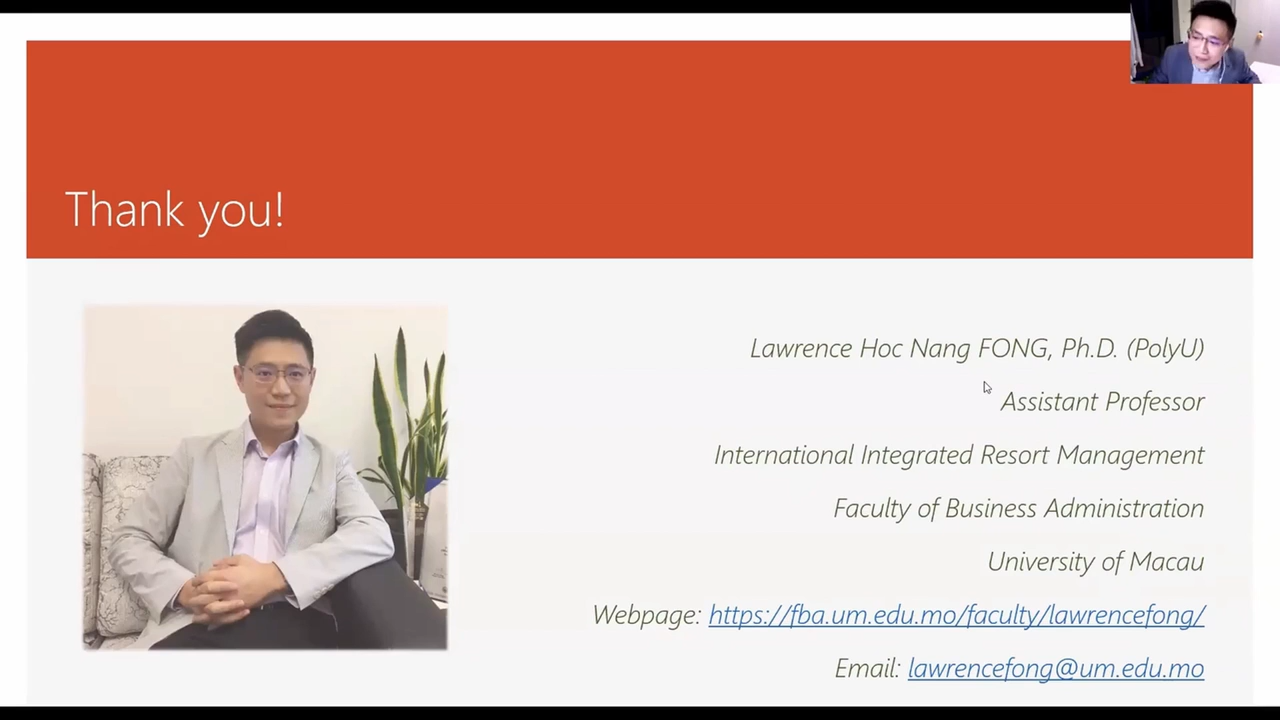 Thank you!
Lawrence Hoc Nang FONG, Ph.D. (PolyU)
Assistant Professor
International Integrated Resort Management
Faculty of Business Administration
University of Macau
Webpage: https://fba.um.edu.mo/faculty/lawrencefong/
Email: lawrencefong@um.edu.mo